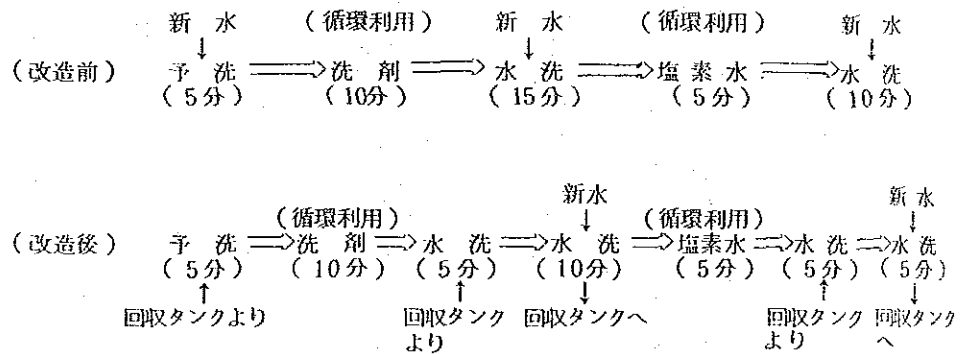 新 水 (循環利用) 新 水 (循環利用) 新 水
(改造前) 予 洗 ⟹ 洗 剤 ⟹ 水 洗 ⟹ 塩 素 水 ⟹ 水 洗
(5分) (10分) (15分) (5分) (10分)
新水 新 水
(循環利用) (循環利用)
(改造後) 予 洗 ⟹ 洗 剤 ⟹ 水 洗 ⟹ 水 洗 ⟹ 塩素水 ⟹ 水 洗 ⟹ 水 洗
(5分) (10分) (5分) (10分) (5分) (5分) (5分)
回収タンクより 回収タンク 回収タンクへ 回収タンク 回収タンク
より より へ